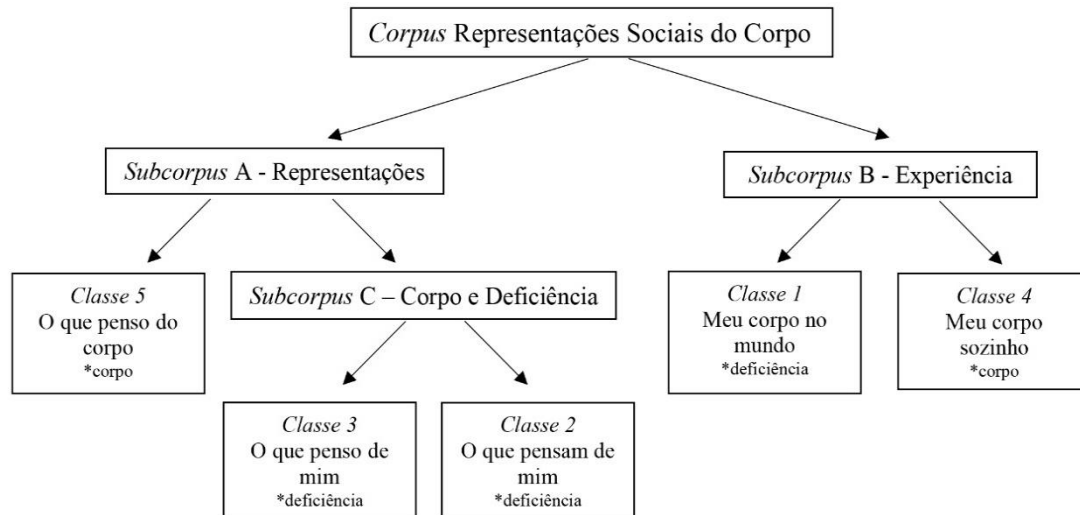 Corpus Representações Sociais do Corpo
Subcorpus A - Representações
Subcorpus B - Experiência
Classe 5
O que penso do
corpo
*corpo
Subcorpus C – Corpo e Deficiência
Classe 1
Meu corpo no
mundo
*deficiência
Classe 4
Meu corpo
sozinho
*corpo
Classe 3
O que penso de
mim
*deficiência
Classe 2
O que pensam de
mim
*deficiência